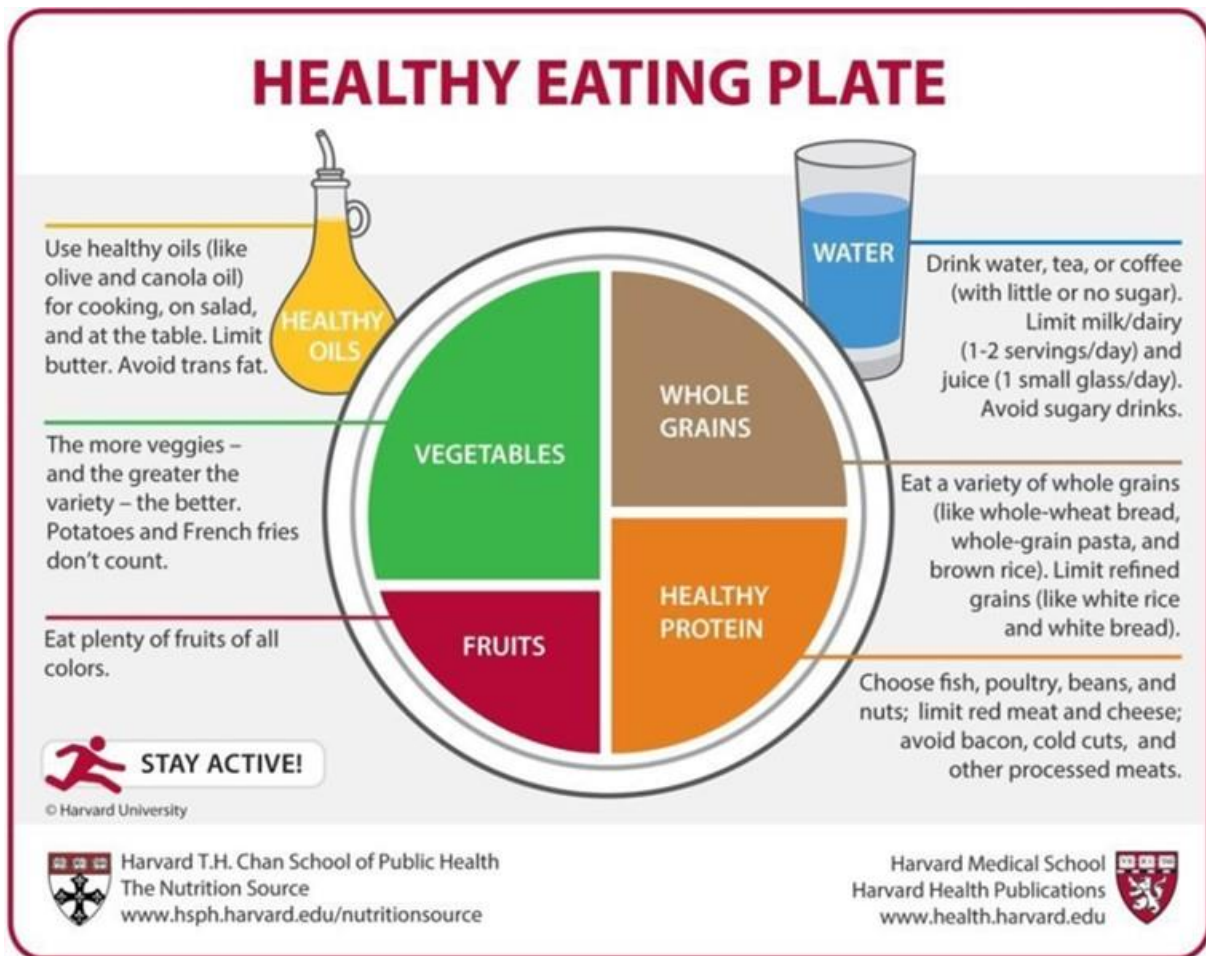 HEALTHY EATING PLATE
Use healthy oils (like
olive and canola oil)
for cooking, on salad,
and at the table. Limit
butter. Avoid trans fat.
HEALTHY
OILS
WATER
Drink water, tea, or coffee
(with little or no sugar).
Limit milk/dairy
(1-2 servings/day) and
juice (1 small glass/day).
Avoid sugary drinks.
The more veggies –
and the greater the
variety – the better.
Potatoes and French fries
don’t count.
VEGETABLES
WHOLE
GRAINS
Eat a variety of whole grains
(like whole-wheat bread,
whole-grain pasta, and
brown rice). Limit refined
grains (like white rice
and white bread).
Eat plenty of fruits of all
colors.
FRUITS
HEALTHY
PROTEIN
Choose fish, poultry, beans, and
nuts; limit red meat and cheese;
avoid bacon, cold cuts, and
other processed meats.
STAY ACTIVE!
© Harvard University
Harvard T.H. Chan School of Public Health
The Nutrition Source
www.hsph.harvard.edu/nutritionsource
Harvard Medical School
Harvard Health Publications
www.health.harvard.edu